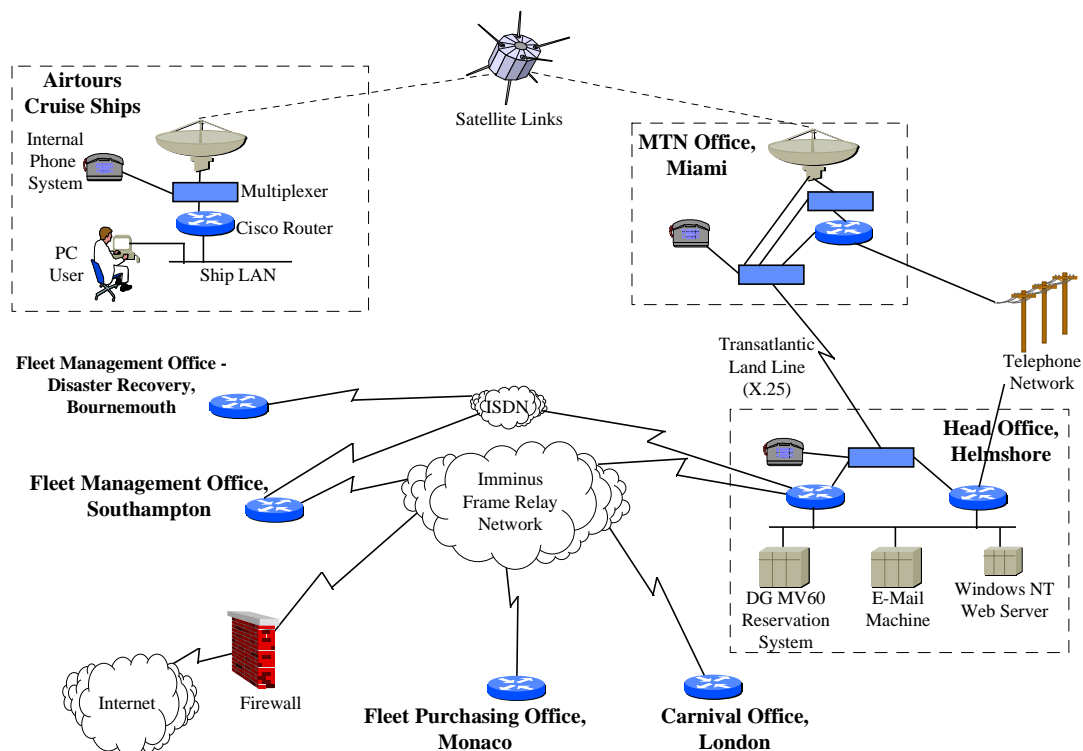 Airtours
Cruise Ships
Internal
Phone
System
Multiplexer
Cisco Router
PC
User
Ship LAN
Satellite Links
MTN Office,
Miami
Transatlantic
Land Line
(X.25)
Telephone
Network
Fleet Management Office -
Disaster Recovery,
Bournemouth
ISDN
Fleet Management Office,
Southampton
Imminus
Frame Relay
Network
Head Office,
Helmshore
DG MV60
Reservation
System
E-Mail
Machine
Windows NT
Web Server
Internet
Firewall
Fleet Purchasing Office,
Monaco
Carnival Office,
London